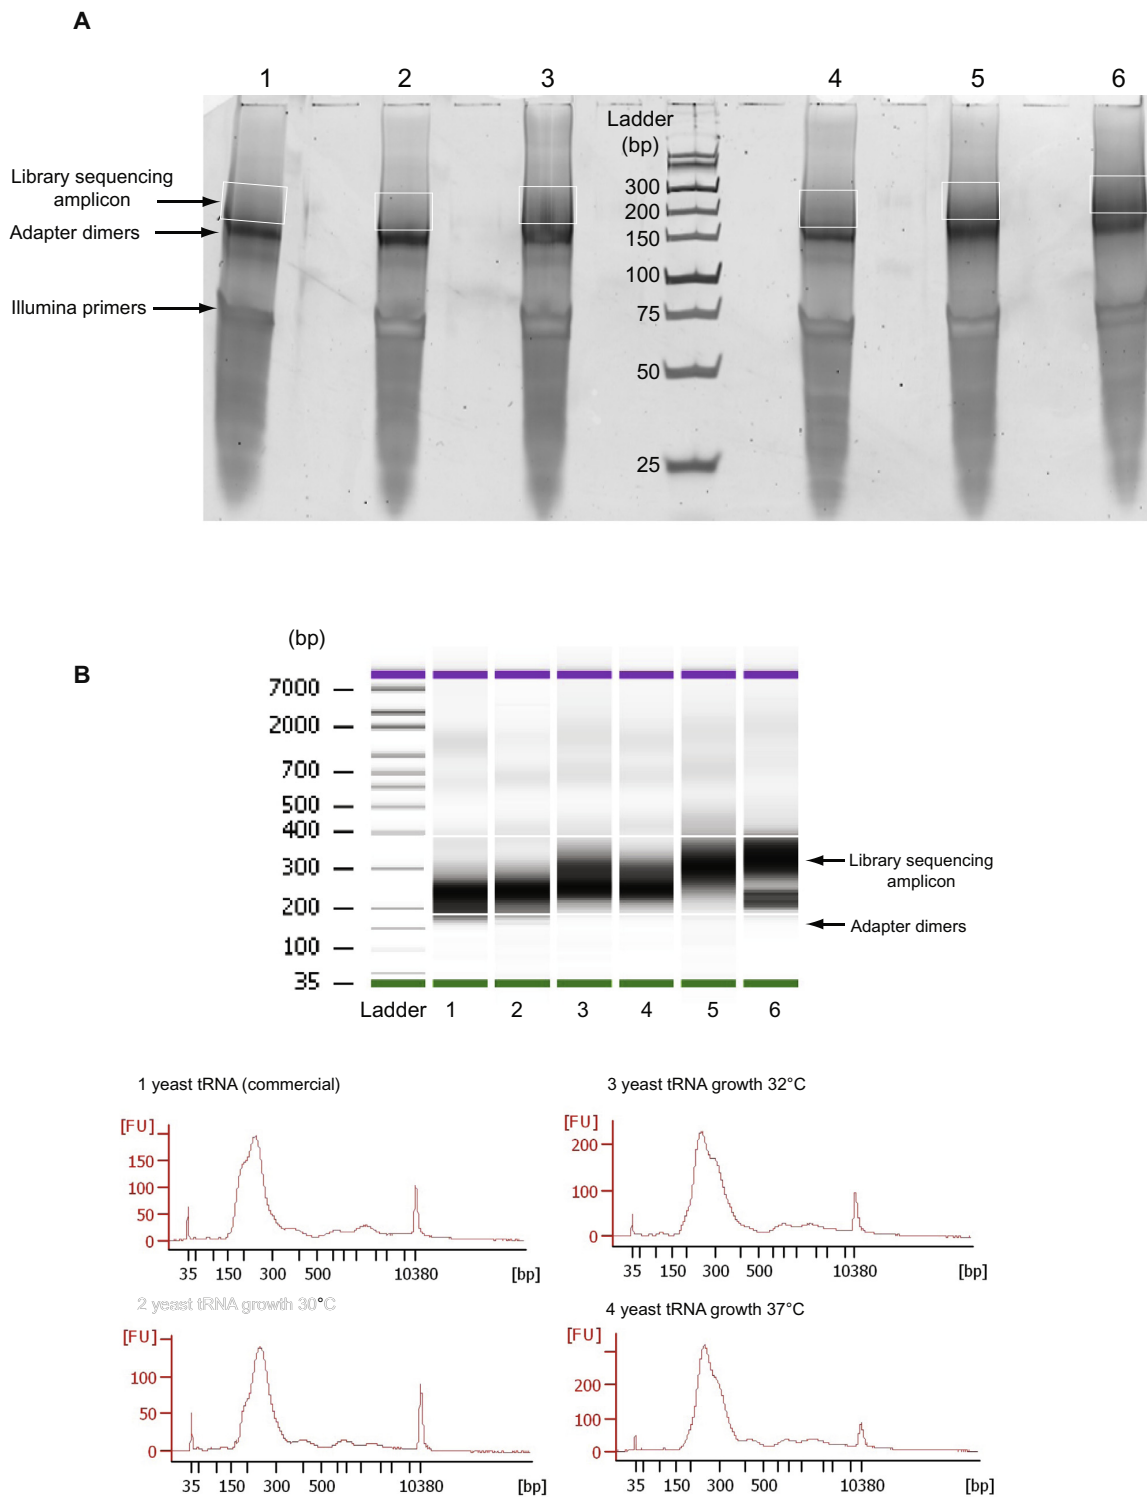 A
1 2 3 4 5 6
Ladder
(bp)
Library sequencing
amplicon
Adapter dimers
Illumina primers
300
200
150
100
75
50
25
B
(bp)
7000
2000
700
500
400
300
200
100
35
Library sequencing
amplicon
Adapter dimers
Ladder 1 2 3 4 5 6
1 yeast tRNA (commercial)
[FU]
150
100
50
0
35 150 300 500 10380 [bp]
3 yeast tRNA growth 32°C
[FU]
200
100
0
35 150 300 500 10380 [bp]
2 yeast tRNA growth 30°C
[FU]
100
50
0
35 150 300 500 10380 [bp]
4 yeast tRNA growth 37°C
[FU]
200
100
0
35 150 300 500 10380 [bp]